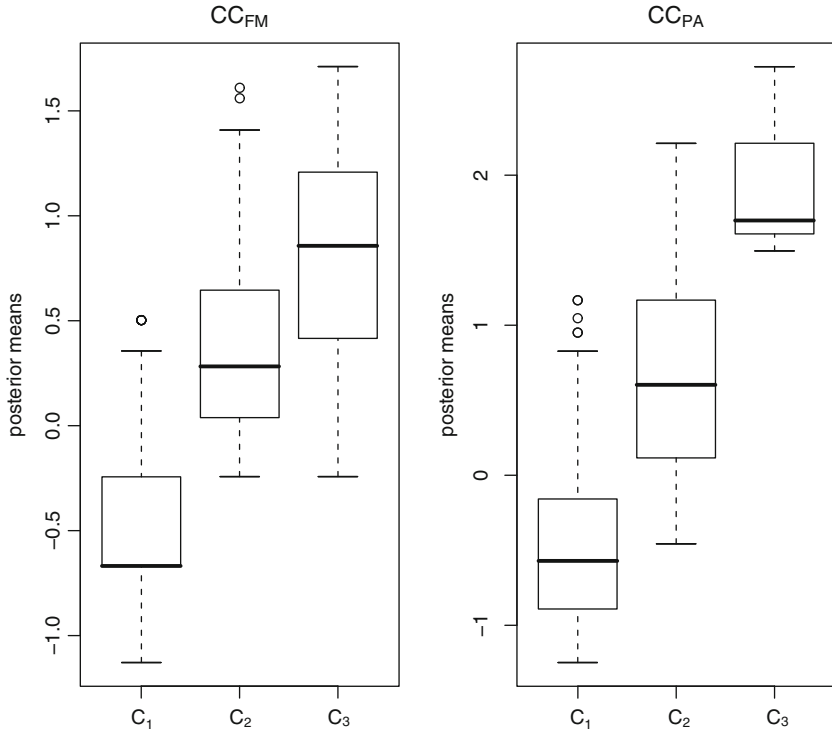 CC_FM
posterior means
1.5
1.0
0.5
0.0
−0.5
−1.0
C₁ C₂ C₃
CC_PA
posterior means
2
1
0
−1
C₁ C₂ C₃